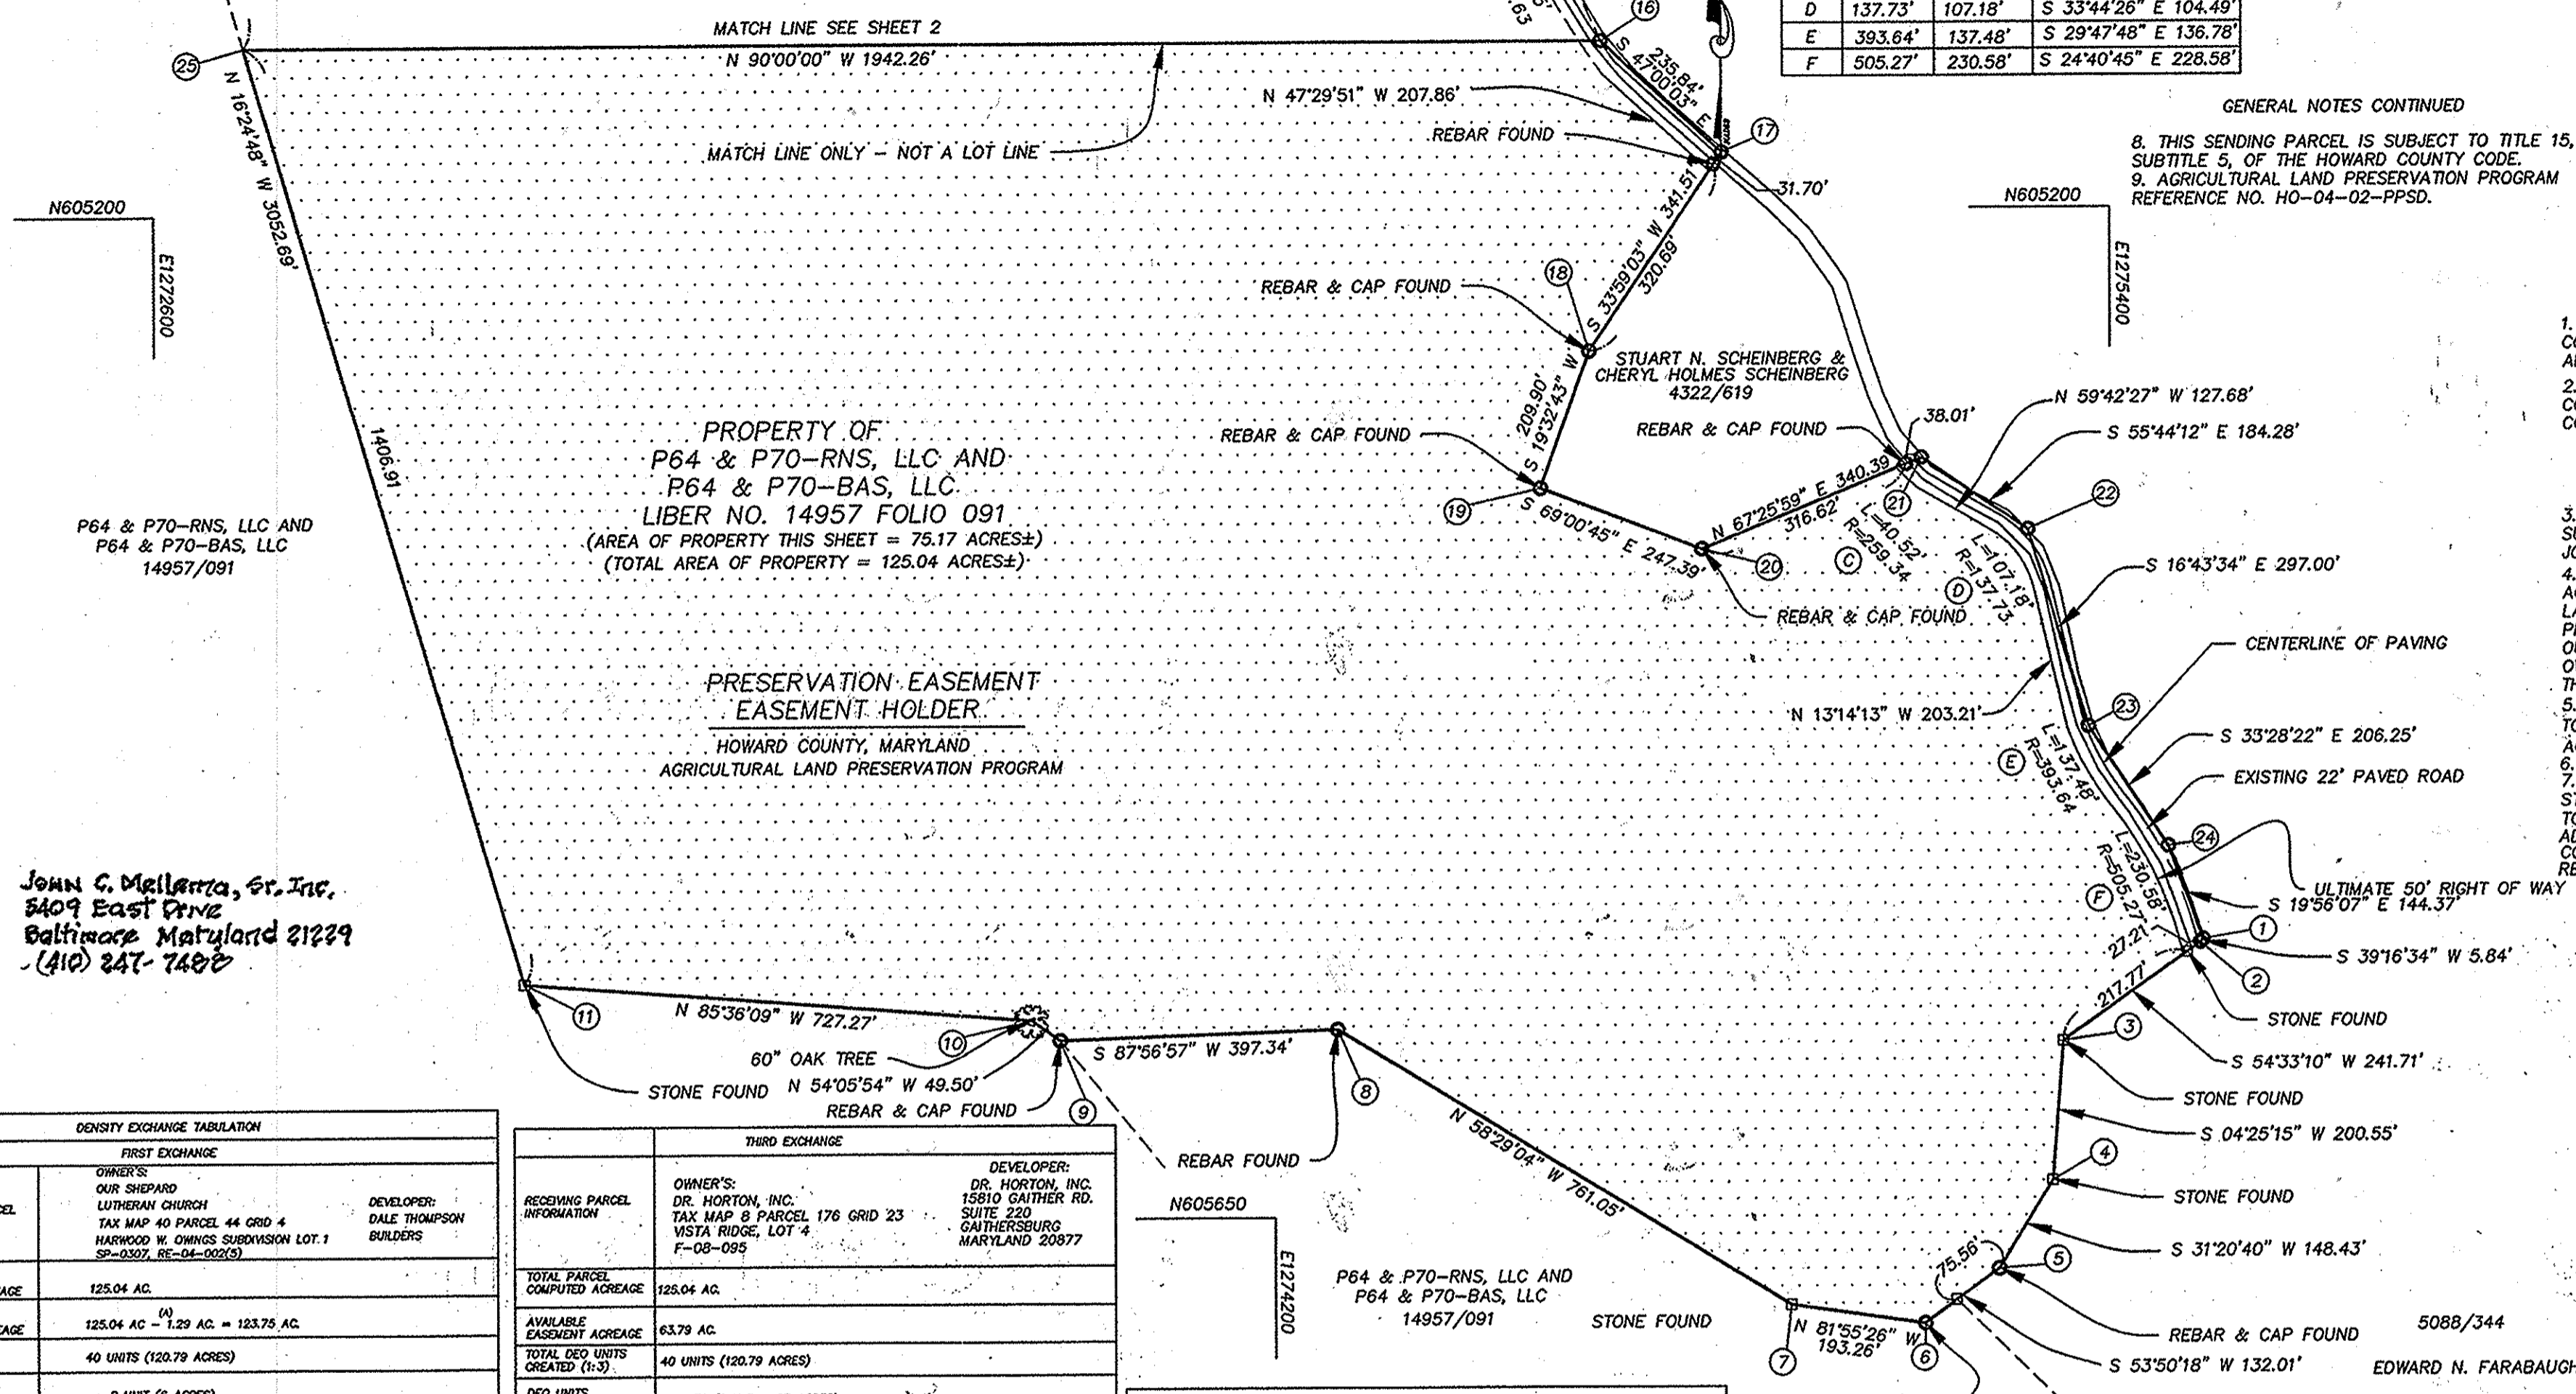 MATCH LINE SEE SHEET 2
N 90°00'00" W 1942.26'
25
16
N 16°24'48" W 3052.69'
1406.91
63
235.84'
S 47°00'03" E
N 47°29'51" W 207.86'
REBAR FOUND
17
31.70'
MATCH LINE ONLY - NOT A LOT LINE
D 137.73' 107.18' S 33°44'26" E 104.49'
E 393.64' 137.48' S 29°47'48" E 136.78'
F 505.27' 230.58' S 24°40'45" E 228.58'
GENERAL NOTES CONTINUED
8. THIS SENDING PARCEL IS SUBJECT TO TITLE 15,
SUBTITLE 5, OF THE HOWARD COUNTY CODE.
9. AGRICULTURAL LAND PRESERVATION PROGRAM
REFERENCE NO. HO-04-02-PPSD.
N605200
E1272600
N605200
E1275400
S 33°59'03" W 341.51'
320.69'
18
REBAR & CAP FOUND
STUART N. SCHEINBERG &
CHERYL HOLMES SCHEINBERG
4322/619
209.90'
S 19°32'43" W
REBAR & CAP FOUND
19
REBAR & CAP FOUND
38.01'
N 59°42'27" W 127.68'
S 55°44'12" E 184.28'
21
22
N 67°25'59" E 340.39
316.62'
S 69°00'45" E 247.39'
20
REBAR & CAP FOUND
L=40.52'
R=259.34
C
L=107.18'
R=137.73
D
S 16°43'34" E 297.00'
CENTERLINE OF PAVING
N 13°14'13" W 203.21'
23
S 33°28'22" E 206.25'
EXISTING 22' PAVED ROAD
L=137.48'
R=393.64
E
24
ULTIMATE 50' RIGHT OF WAY
S 19°56'07" E 144.37'
L=230.58'
R=505.27'
F
27.21'
1
S 39°16'34" W 5.84'
2
217.77'
STONE FOUND
3
S 54°33'10" W 241.71'
STONE FOUND
S 04°25'15" W 200.55'
4
STONE FOUND
S 31°20'40" W 148.43'
75.56'
5
REBAR & CAP FOUND
S 53°50'18" W 132.01'
5088/344
EDWARD N. FARABAUGH
PROPERTY OF
P64 & P70-RNS, LLC AND
P64 & P70-BAS, LLC
LIBER NO. 14957 FOLIO 091
(AREA OF PROPERTY THIS SHEET = 75.17 ACRES±)
(TOTAL AREA OF PROPERTY = 125.04 ACRES±)
P64 & P70-RNS, LLC AND
P64 & P70-BAS, LLC
14957/091
PRESERVATION EASEMENT
EASEMENT HOLDER
HOWARD COUNTY, MARYLAND
AGRICULTURAL LAND PRESERVATION PROGRAM
John C. Mellema, Sr. Inc.
5409 East Drive
Baltimore Maryland 21229
(410) 247-7488
11
N 85°36'09" W 727.27'
10
60" OAK TREE
STONE FOUND
N 54°05'54" W 49.50'
REBAR & CAP FOUND
9
S 87°56'57" W 397.34'
8
REBAR FOUND
N 58°29'04" W 761.05'
N605650
E1274200
P64 & P70-RNS, LLC AND
P64 & P70-BAS, LLC
14957/091
STONE FOUND
7
N 81°55'26" W
193.26'
6
DENSITY EXCHANGE TABULATION
FIRST EXCHANGE
OWNER'S:
OUR SHEPARD
LUTHERAN CHURCH
TAX MAP 40 PARCEL 44 GRID 4
HARWOOD W. OWINGS SUBDIVISION LOT 1
SP-0307, RE-04-002(5)
DEVELOPER:
DALE THOMPSON
BUILDERS
125.04 AC.
(A)
125.04 AC - 1.29 AC. = 123.75 AC.
40 UNITS (120.79 ACRES)
THIRD EXCHANGE
RECEIVING PARCEL
INFORMATION
OWNER'S:
DR. HORTON, INC.
TAX MAP 8 PARCEL 176 GRID 23
VISTA RIDGE, LOT 4
F-08-095
DEVELOPER:
DR. HORTON, INC.
15810 GAITHER RD.
SUITE 220
GAITHERSBURG
MARYLAND 20877
TOTAL PARCEL
COMPUTED ACREAGE 125.04 AC.
AVAILABLE
EASEMENT ACREAGE 63.79 AC.
TOTAL DEO UNITS
CREATED (1:3) 40 UNITS (120.79 ACRES)
DEO UNITS